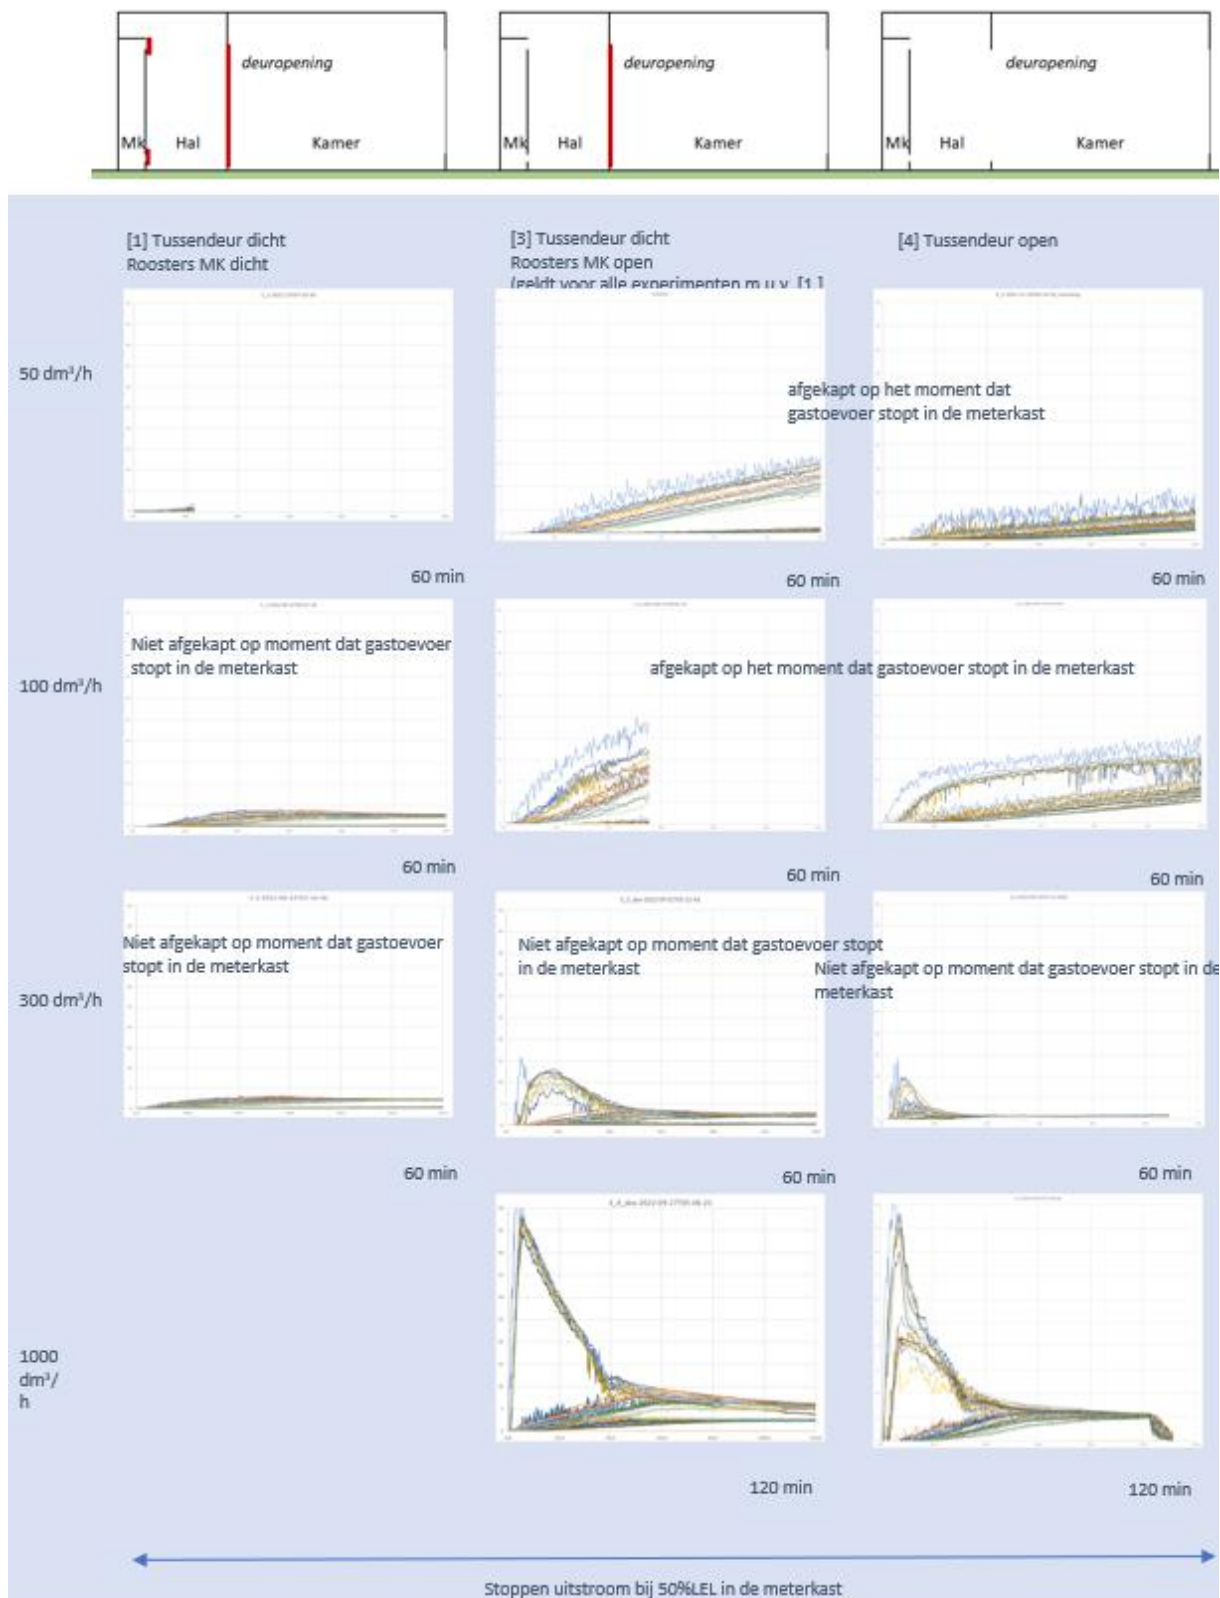 deuropening
deuropening
deuropening
Mk Hal Kamer
Mk Hal Kamer
Mk Hal Kamer
[1] Tussendeur dicht
Roosters MK dicht
[3] Tussendeur dicht
Roosters MK open
(geldt voor alle experimenten m.u.v. [1.]
[4] Tussendeur open
50 dm³/h
afgekapt op het moment dat
gastoevoer stopt in de meterkast
60 min
60 min
60 min
100 dm³/h
Niet afgekapt op moment dat gastoevoer
stopt in de meterkast
afgekapt op het moment dat gastoevoer stopt in de meterkast
60 min
60 min
60 min
300 dm³/h
Niet afgekapt op moment dat gastoevoer
stopt in de meterkast
Niet afgekapt op moment dat gastoevoer stopt
in de meterkast
Niet afgekapt op moment dat gastoevoer stopt in de
meterkast
60 min
60 min
60 min
1000
dm³/
h
120 min
120 min
Stoppen uitstroom bij 50%LEL in de meterkast